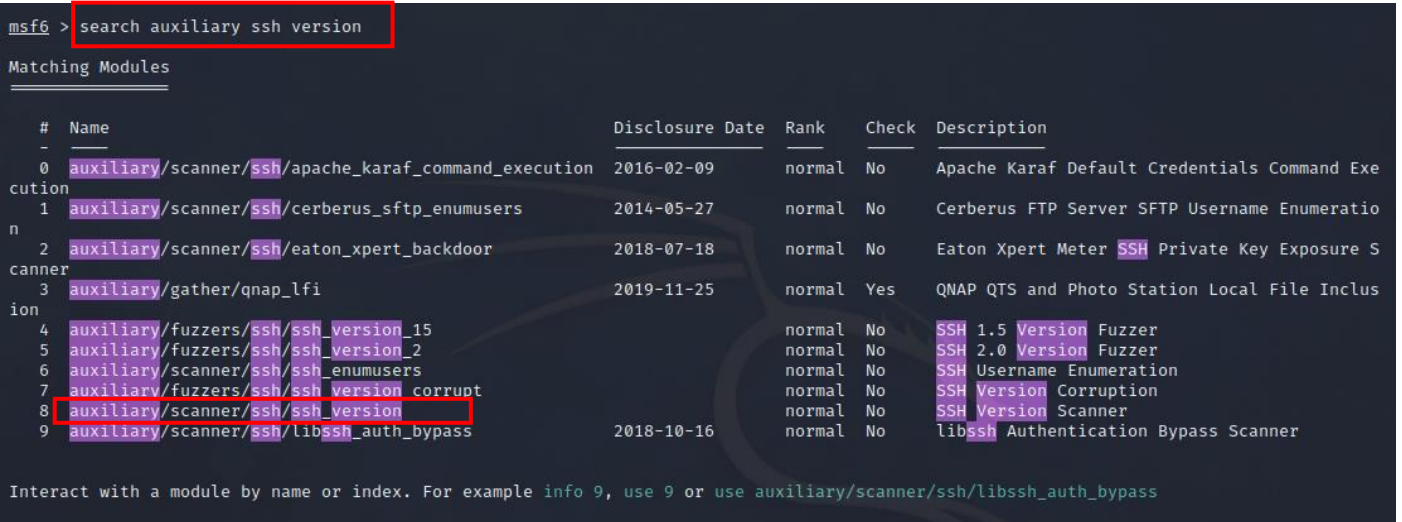 msf6 > search auxiliary ssh version
Matching Modules
# Name Disclosure Date Rank Check Description
- ---- --------------- ---- ----- -----------
0 auxiliary/scanner/ssh/apache_karaf_command_execution 2016-02-09 normal No Apache Karaf Default Credentials Command Exe
cution
1 auxiliary/scanner/ssh/cerberus_sftp_enumusers 2014-05-27 normal No Cerberus FTP Server SFTP Username Enumeratio
n
2 auxiliary/scanner/ssh/eaton_xpert_backdoor 2018-07-18 normal No Eaton Xpert Meter SSH Private Key Exposure S
canner
3 auxiliary/gather/qnap_lfi 2019-11-25 normal Yes QNAP QTS and Photo Station Local File Inclus
ion
4 auxiliary/fuzzers/ssh/ssh_version_15 normal No SSH 1.5 Version Fuzzer
5 auxiliary/fuzzers/ssh/ssh_version_2 normal No SSH 2.0 Version Fuzzer
6 auxiliary/scanner/ssh/ssh_enumusers normal No SSH Username Enumeration
7 auxiliary/fuzzers/ssh/ssh_version_corrupt normal No SSH Version Corruption
8 auxiliary/scanner/ssh/ssh_version normal No SSH Version Scanner
9 auxiliary/scanner/ssh/libssh_auth_bypass 2018-10-16 normal No libssh Authentication Bypass Scanner
Interact with a module by name or index. For example info 9, use 9 or use auxiliary/scanner/ssh/libssh_auth_bypass